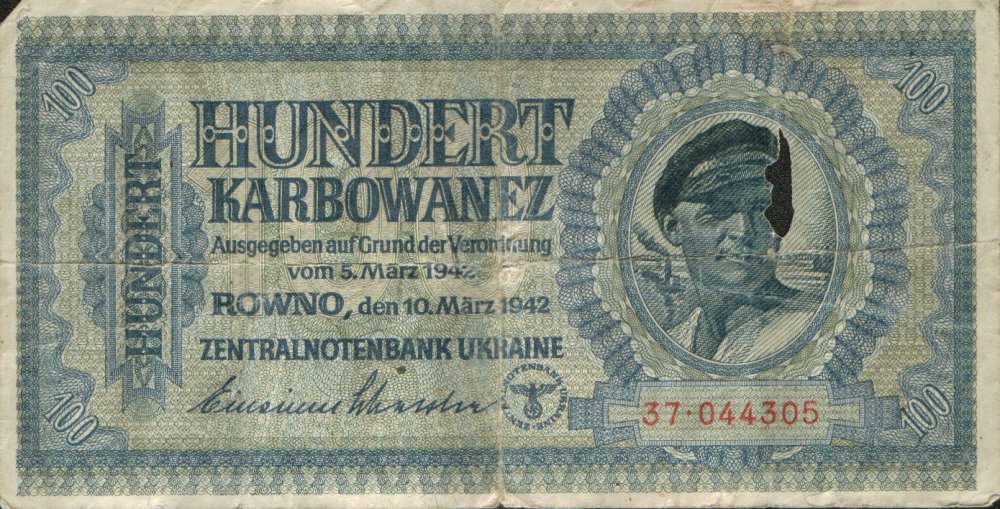 100
100
HUNDERT
HUNDERT
KARBOWANEZ
Ausgegeben auf Grund der Verordnung
vom 5. März 1942
ROWNO, den 10. März 1942
ZENTRALNOTENBANK UKRAINE
37·044305
100
100